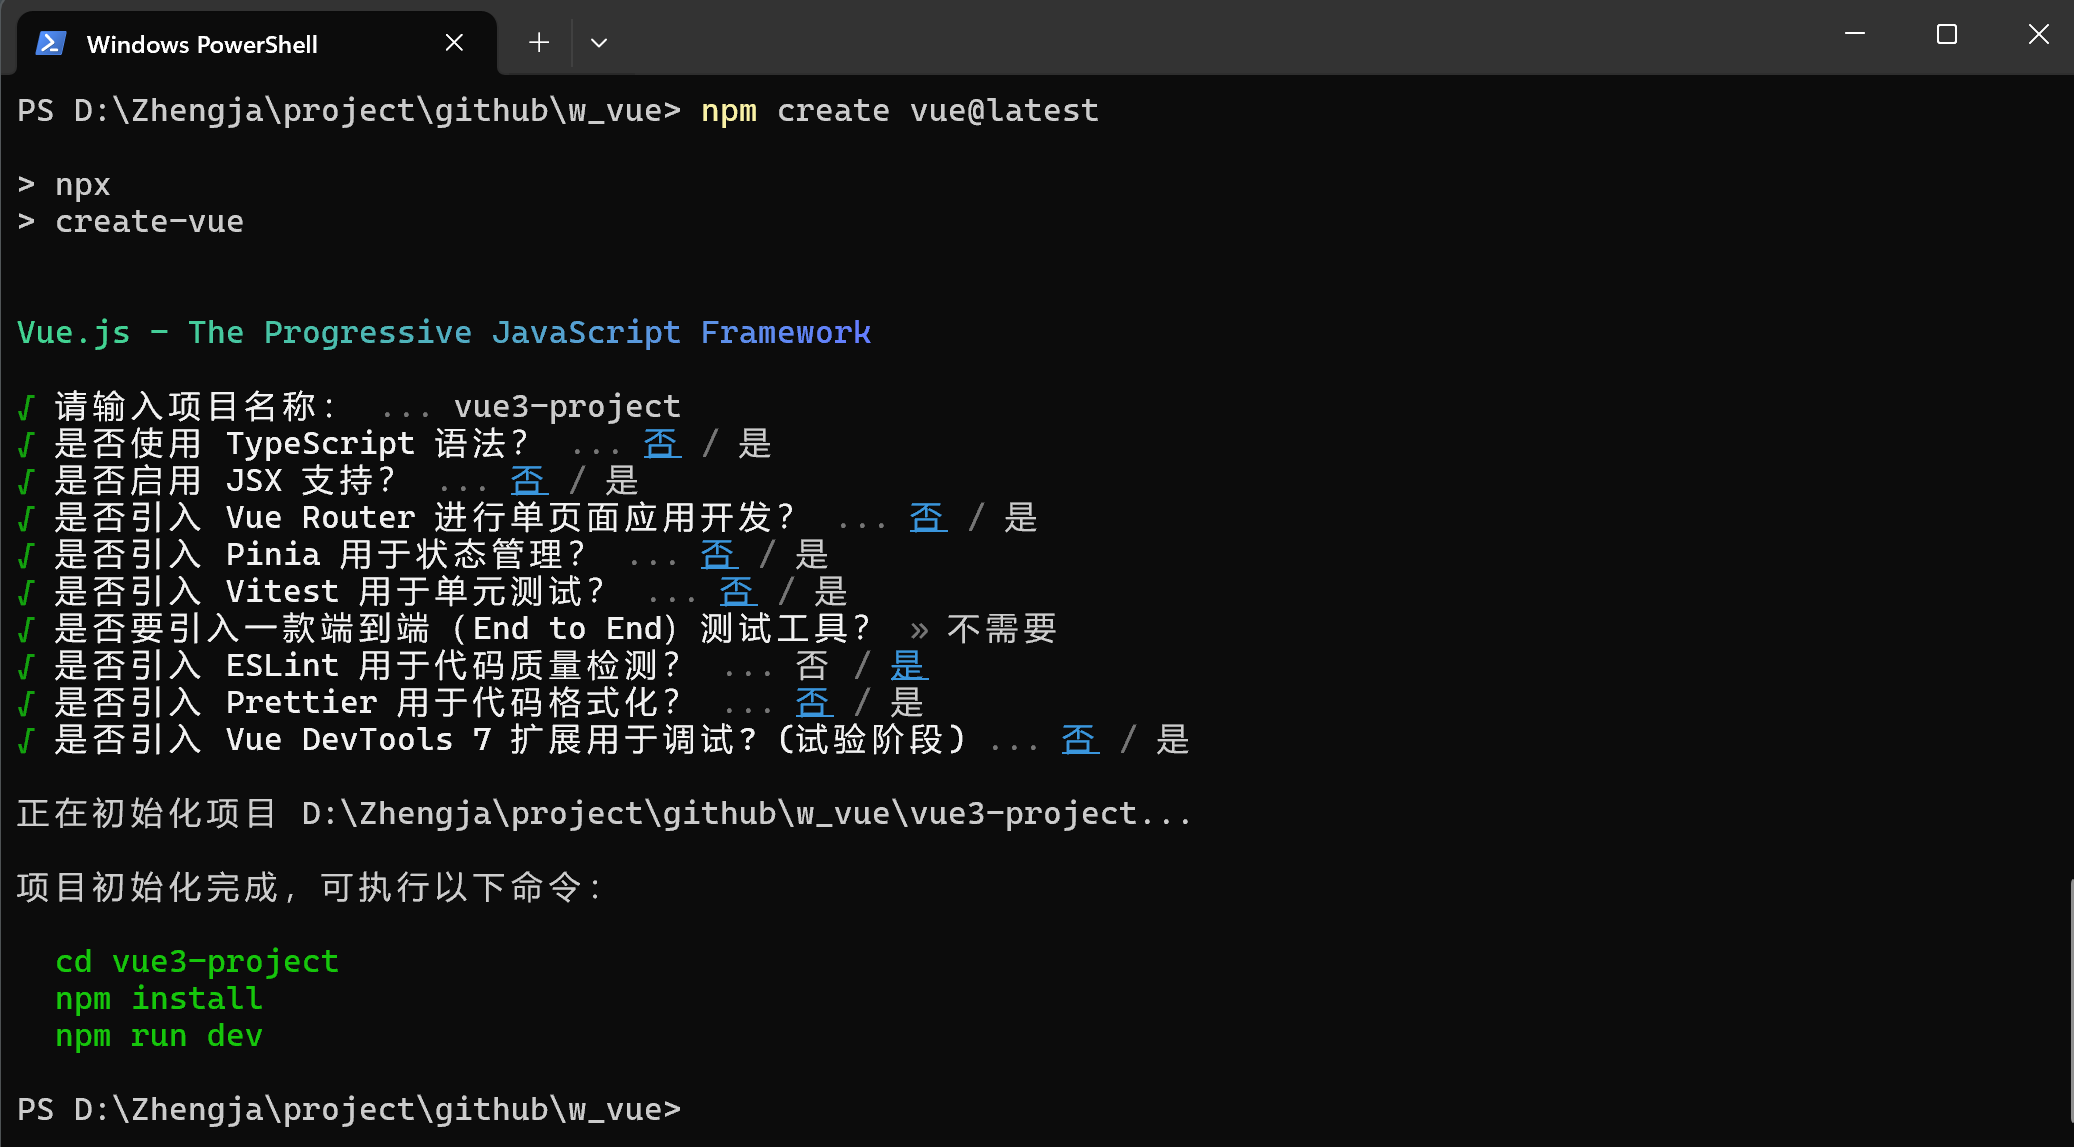 Windows PowerShell
PS D:\Zhengja\project\github\w_vue> npm create vue@latest
> npx
> create-vue
Vue.js - The Progressive JavaScript Framework
√ 请输入项目名称： ... vue3-project
√ 是否使用 TypeScript 语法？ ... 否 / 是
√ 是否启用 JSX 支持？ ... 否 / 是
√ 是否引入 Vue Router 进行单页面应用开发？ ... 否 / 是
√ 是否引入 Pinia 用于状态管理？ ... 否 / 是
√ 是否引入 Vitest 用于单元测试？ ... 否 / 是
√ 是否要引入一款端到端（End to End）测试工具？ » 不需要
√ 是否引入 ESLint 用于代码质量检测？ ... 否 / 是
√ 是否引入 Prettier 用于代码格式化？ ... 否 / 是
√ 是否引入 Vue DevTools 7 扩展用于调试? (试验阶段) ... 否 / 是
正在初始化项目 D:\Zhengja\project\github\w_vue\vue3-project...
项目初始化完成，可执行以下命令：
cd vue3-project
npm install
npm run dev
PS D:\Zhengja\project\github\w_vue>